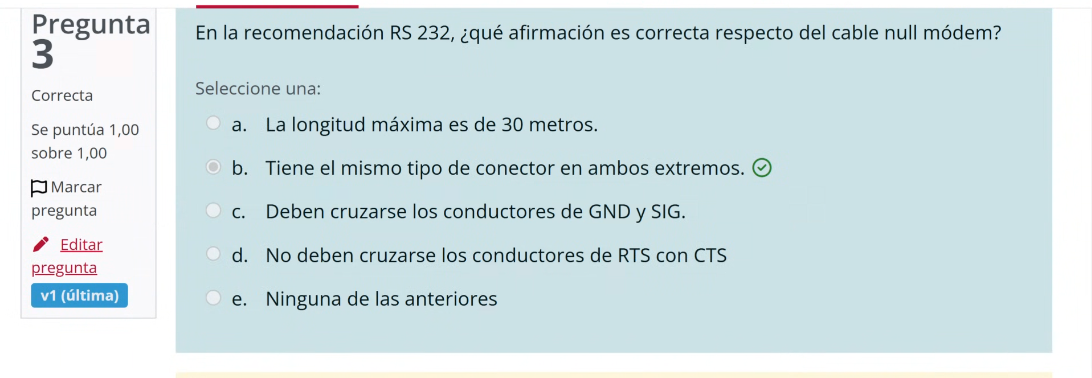 Pregunta
3
Correcta
Se puntúa 1,00
sobre 1,00
Marcar
pregunta
Editar
pregunta
v1 (última)
En la recomendación RS 232, ¿qué afirmación es correcta respecto del cable null módem?
Seleccione una:
a. La longitud máxima es de 30 metros.
b. Tiene el mismo tipo de conector en ambos extremos.
c. Deben cruzarse los conductores de GND y SIG.
d. No deben cruzarse los conductores de RTS con CTS
e. Ninguna de las anteriores